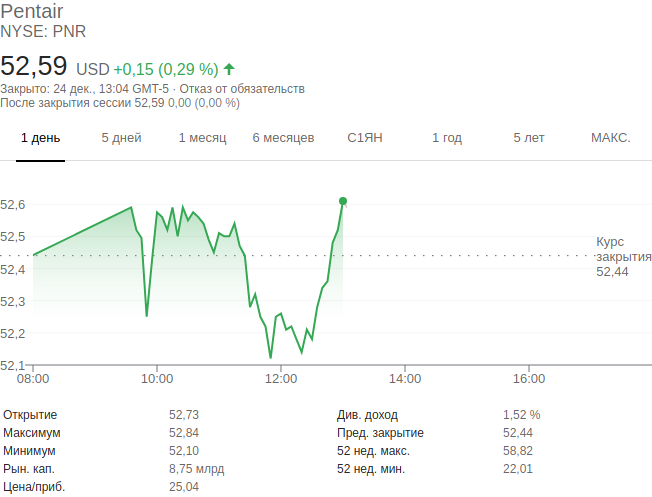 Pentair
NYSE: PNR
52,59 USD +0,15 (0,29 %)
Закрыто: 24 дек., 13:04 GMT-5 · Отказ от обязательств
После закрытия сессии 52,59 0,00 (0,00 %)
1 день 5 дней 1 месяц 6 месяцев С1ЯН 1 год 5 лет МАКС.
52,6
52,5
52,4
52,3
52,2
52,1
Курс
закрытия
52,44
08:00 10:00 12:00 14:00 16:00
Открытие 52,73 Див. доход 1,52 %
Максимум 52,84 Пред. закрытие 52,44
Минимум 52,10 52 нед. макс. 58,82
Рын. кап. 8,75 млрд 52 нед. мин. 22,01
Цена/приб. 25,04